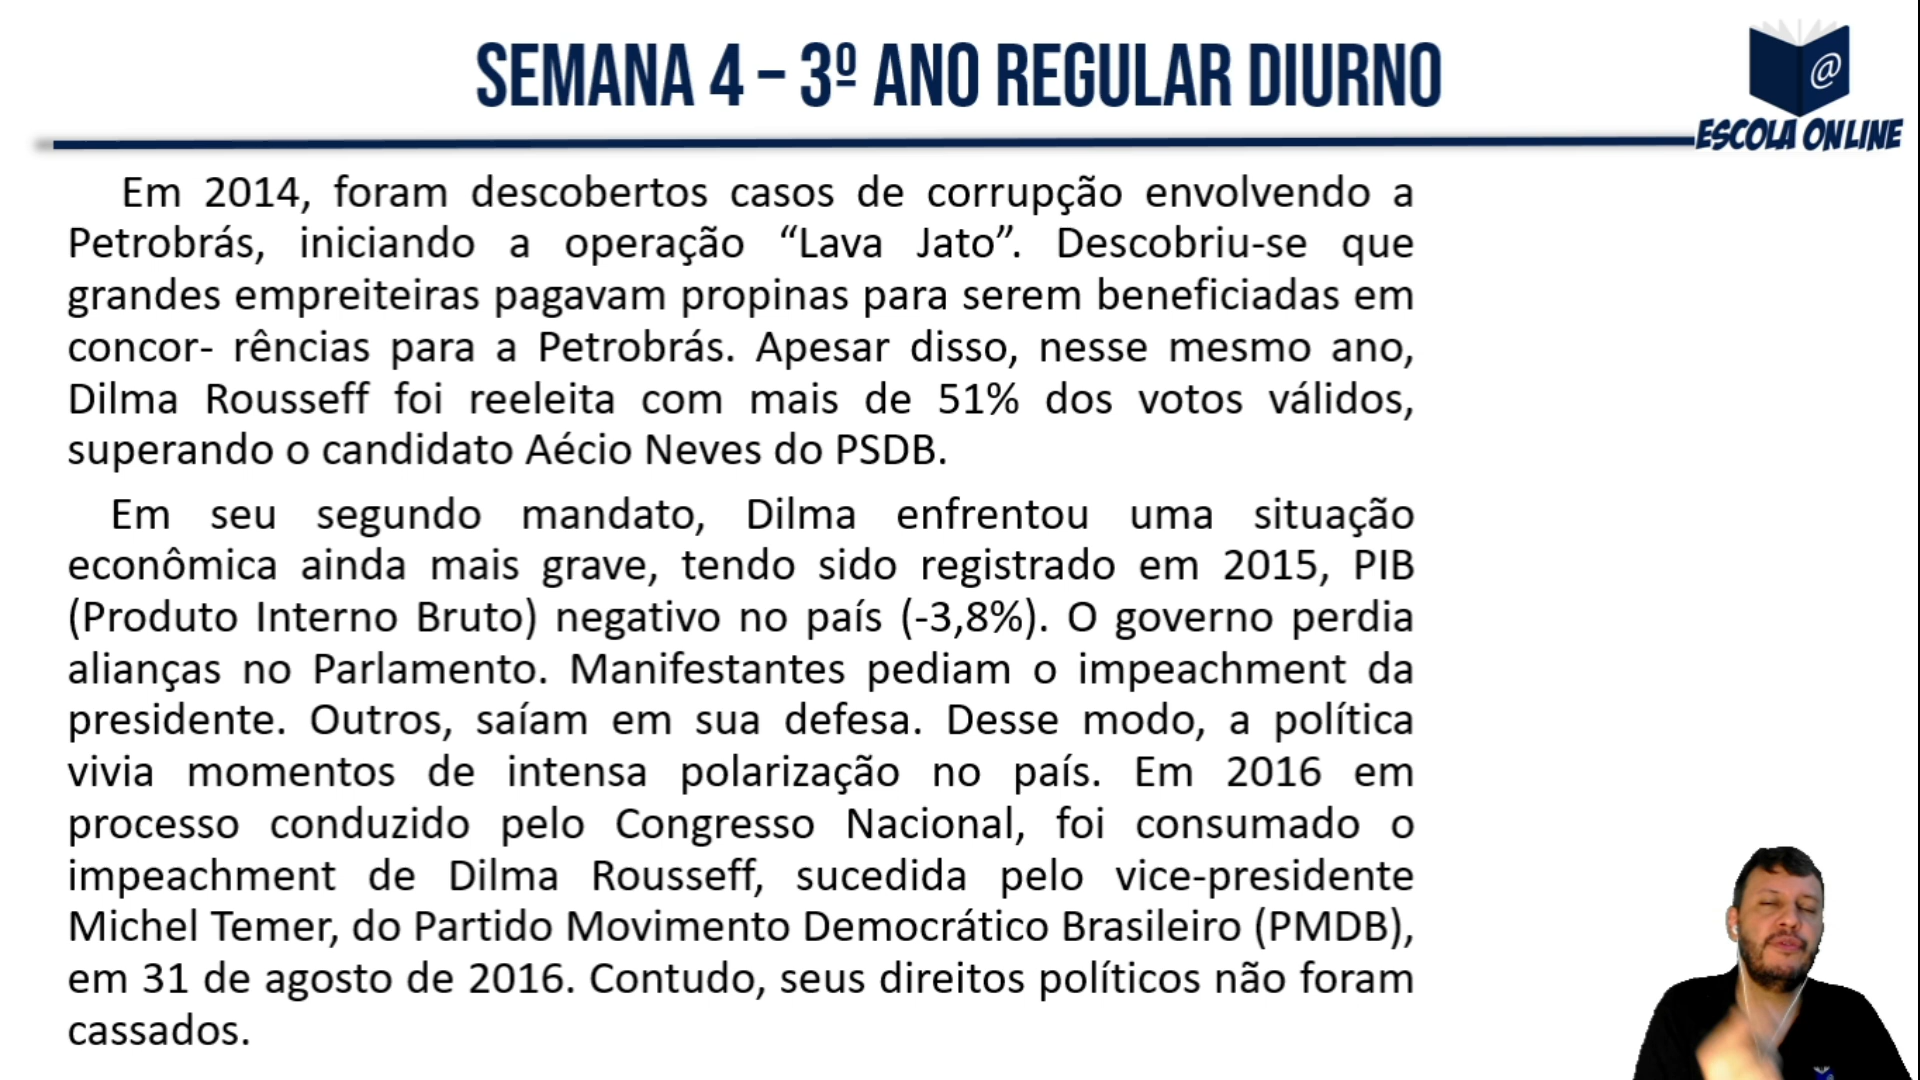 SEMANA 4 – 3º ANO REGULAR DIURNO
@
ESCOLA ONLINE
Em 2014, foram descobertos casos de corrupção envolvendo a
Petrobrás, iniciando a operação “Lava Jato”. Descobriu-se que
grandes empreiteiras pagavam propinas para serem beneficiadas em
concor- rências para a Petrobrás. Apesar disso, nesse mesmo ano,
Dilma Rousseff foi reeleita com mais de 51% dos votos válidos,
superando o candidato Aécio Neves do PSDB.
Em seu segundo mandato, Dilma enfrentou uma situação
econômica ainda mais grave, tendo sido registrado em 2015, PIB
(Produto Interno Bruto) negativo no país (-3,8%). O governo perdia
alianças no Parlamento. Manifestantes pediam o impeachment da
presidente. Outros, saíam em sua defesa. Desse modo, a política
vivia momentos de intensa polarização no país. Em 2016 em
processo conduzido pelo Congresso Nacional, foi consumado o
impeachment de Dilma Rousseff, sucedida pelo vice-presidente
Michel Temer, do Partido Movimento Democrático Brasileiro (PMDB),
em 31 de agosto de 2016. Contudo, seus direitos políticos não foram
cassados.